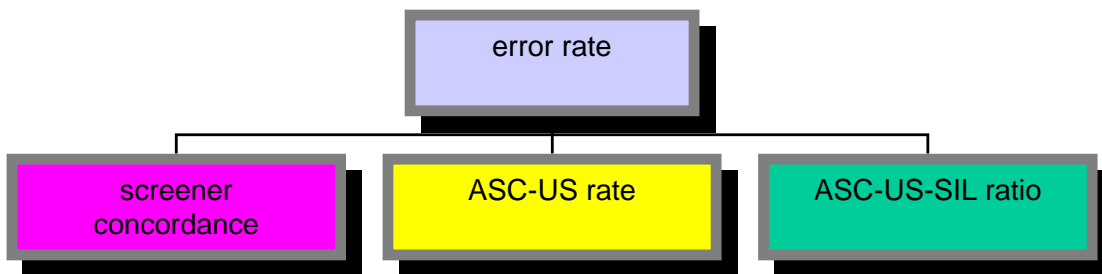 error rate
screener
concordance
ASC-US rate
ASC-US-SIL ratio